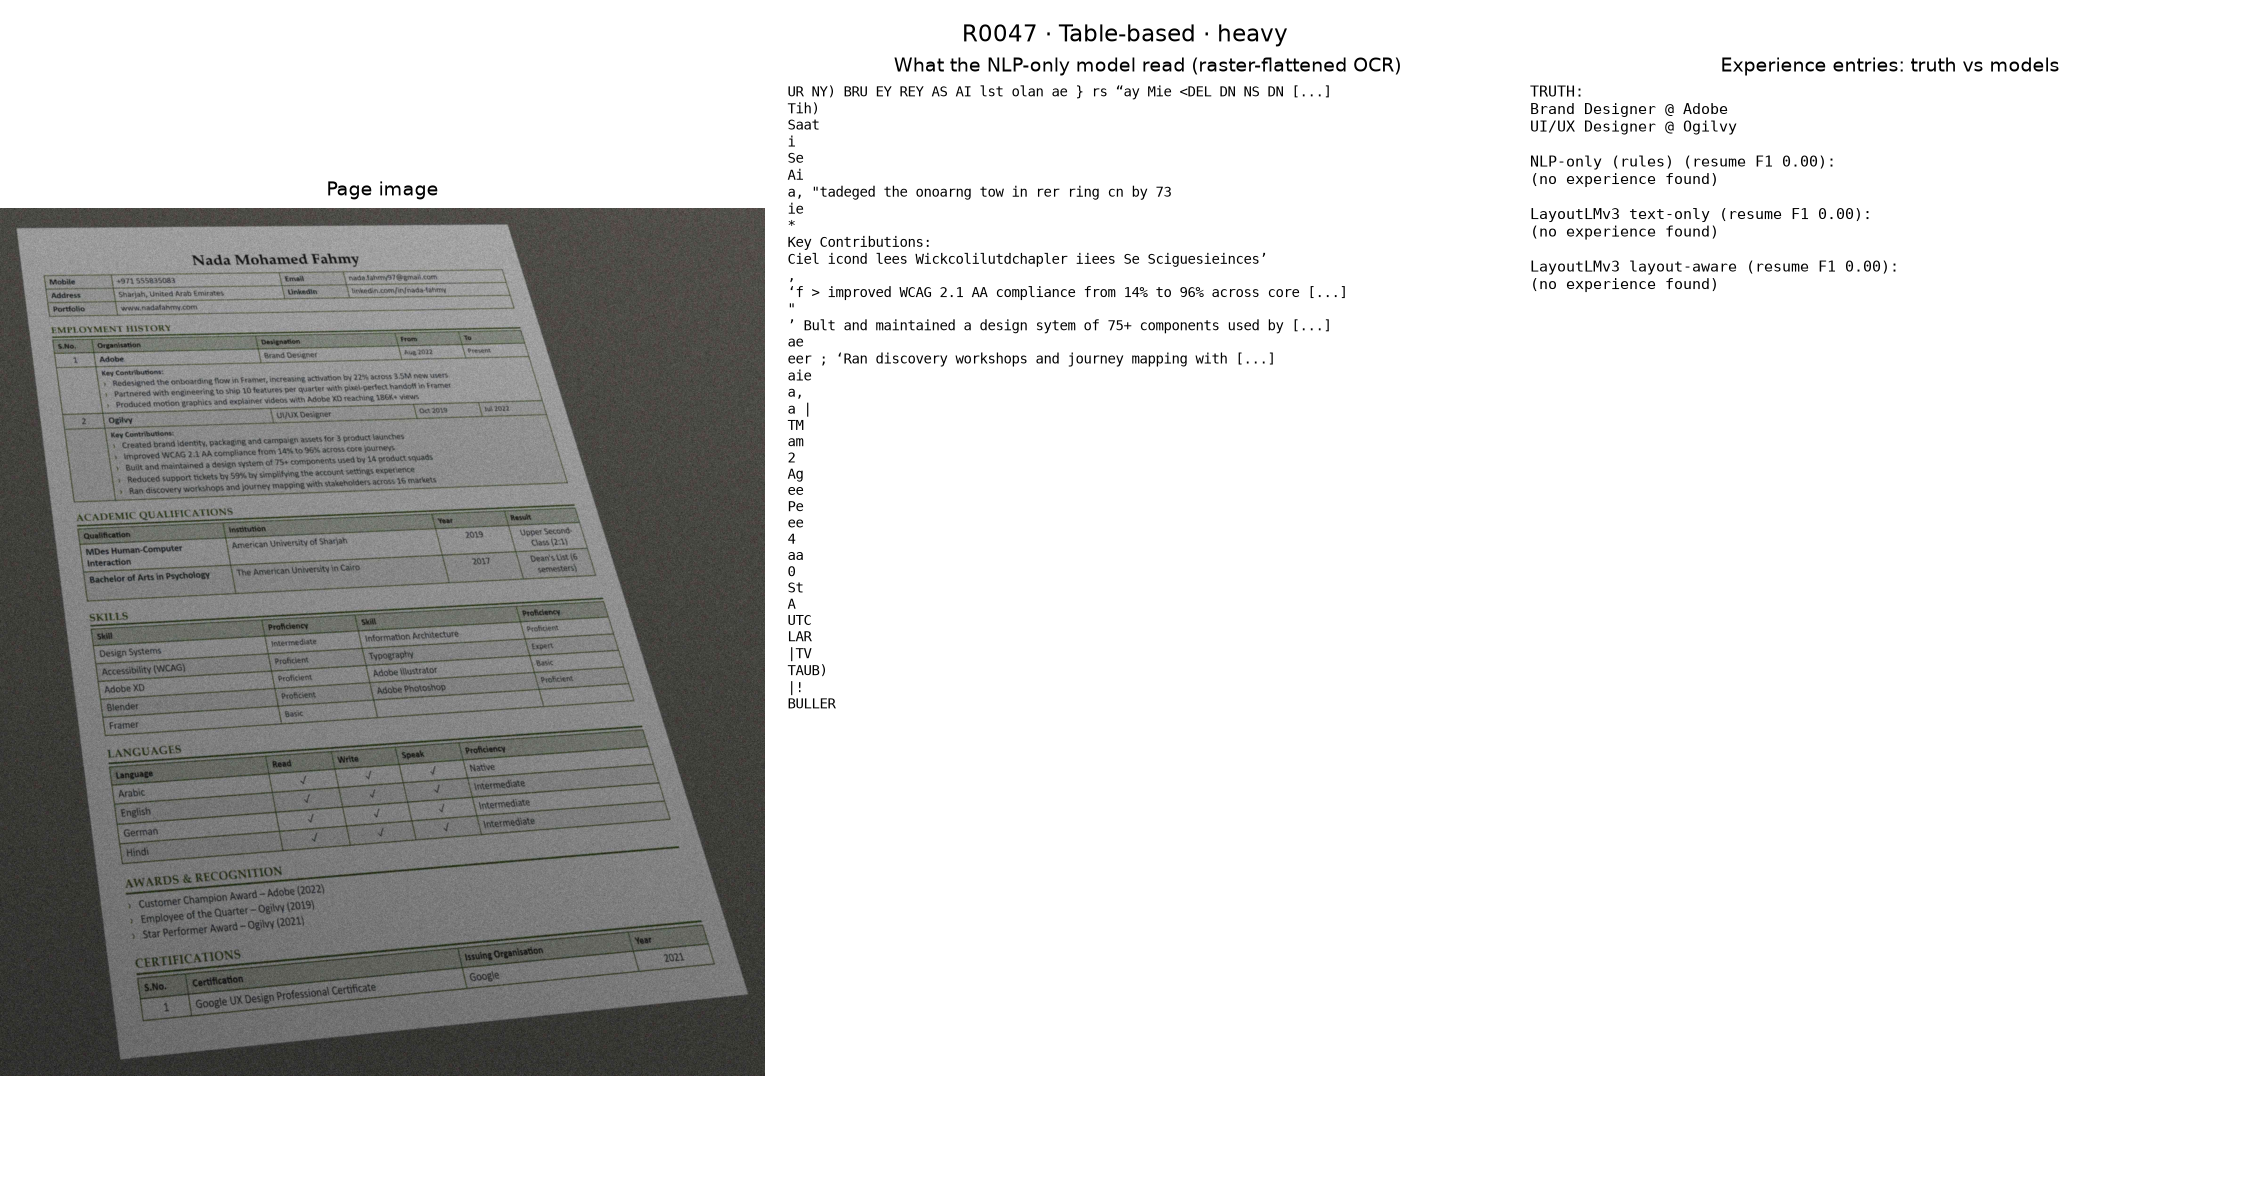 R0047 · Table-based · heavy
Page image
Nada Mohamed Fahmy
Mobile +971 555835083 Email nada.fahmy97@gmail.com
Address Sharjah, United Arab Emirates LinkedIn linkedin.com/in/nada-fahmy
Portfolio www.nadafahmy.com
EMPLOYMENT HISTORY
S.No. Organisation Designation From To
1 Adobe Brand Designer Aug 2022 Present
Key Contributions:
› Redesigned the onboarding flow in Framer, increasing activation by 22% across 3.5M new users
› Partnered with engineering to ship 10 features per quarter with pixel-perfect handoff in Framer
› Produced motion graphics and explainer videos with Adobe XD reaching 186K+ views
2 Ogilvy UI/UX Designer Oct 2019 Jul 2022
Key Contributions:
› Created brand identity, packaging and campaign assets for 3 product launches
› Improved WCAG 2.1 AA compliance from 14% to 96% across core journeys
› Built and maintained a design system of 75+ components used by 14 product squads
› Reduced support tickets by 59% by simplifying the account settings experience
› Ran discovery workshops and journey mapping with stakeholders across 16 markets
ACADEMIC QUALIFICATIONS
Qualification Institution Year Result
MDes Human-Computer American University of Sharjah 2019 Upper Second-
Interaction Class (2:1)
Bachelor of Arts in Psychology The American University in Cairo 2017 Dean's List (6
semesters)
SKILLS
Skill Proficiency Skill Proficiency
Design Systems Intermediate Information Architecture Proficient
Accessibility (WCAG) Proficient Typography Expert
Adobe XD Proficient Adobe Illustrator Basic
Blender Proficient Adobe Photoshop Proficient
Framer Basic
LANGUAGES
Language Read Write Speak Proficiency
Arabic ✓ ✓ ✓ Native
English ✓ ✓ ✓ Intermediate
German ✓ ✓ ✓ Intermediate
Hindi ✓ ✓ ✓ Intermediate
AWARDS & RECOGNITION
› Customer Champion Award – Adobe (2022)
› Employee of the Quarter – Ogilvy (2019)
› Star Performer Award – Ogilvy (2021)
CERTIFICATIONS
S.No. Certification Issuing Organisation Year
1 Google UX Design Professional Certificate Google 2021
What the NLP-only model read (raster-flattened OCR)
UR NY) BRU EY REY AS AI lst olan ae } rs “ay Mie <DEL DN NS DN [...]
Tih)
Saat
i
Se
Ai
a, "tadeged the onoarng tow in rer ring cn by 73
ie
*
Key Contributions:
Ciel icond lees Wickcolilutdchapler iiees Se Sciguesieinces’
,
‘f > improved WCAG 2.1 AA compliance from 14% to 96% across core [...]
"
’ Bult and maintained a design sytem of 75+ components used by [...]
ae
eer ; ‘Ran discovery workshops and journey mapping with [...]
aie
a,
a |
TM
am
2
Ag
ee
Pe
ee
4
aa
0
St
A
UTC
LAR
|TV
TAUB)
|!
BULLER
Experience entries: truth vs models
TRUTH:
Brand Designer @ Adobe
UI/UX Designer @ Ogilvy
NLP-only (rules) (resume F1 0.00):
(no experience found)
LayoutLMv3 text-only (resume F1 0.00):
(no experience found)
LayoutLMv3 layout-aware (resume F1 0.00):
(no experience found)